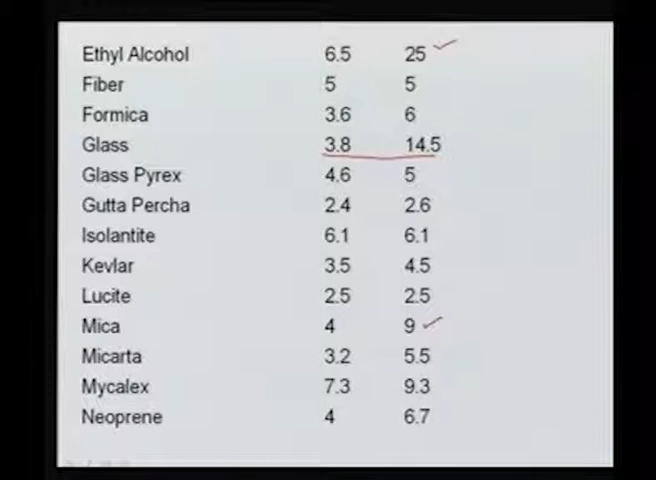 Ethyl Alcohol 6.5 25
Fiber 5 5
Formica 3.6 6
Glass 3.8 14.5
Glass Pyrex 4.6 5
Gutta Percha 2.4 2.6
Isolantite 6.1 6.1
Kevlar 3.5 4.5
Lucite 2.5 2.5
Mica 4 9
Micarta 3.2 5.5
Mycalex 7.3 9.3
Neoprene 4 6.7